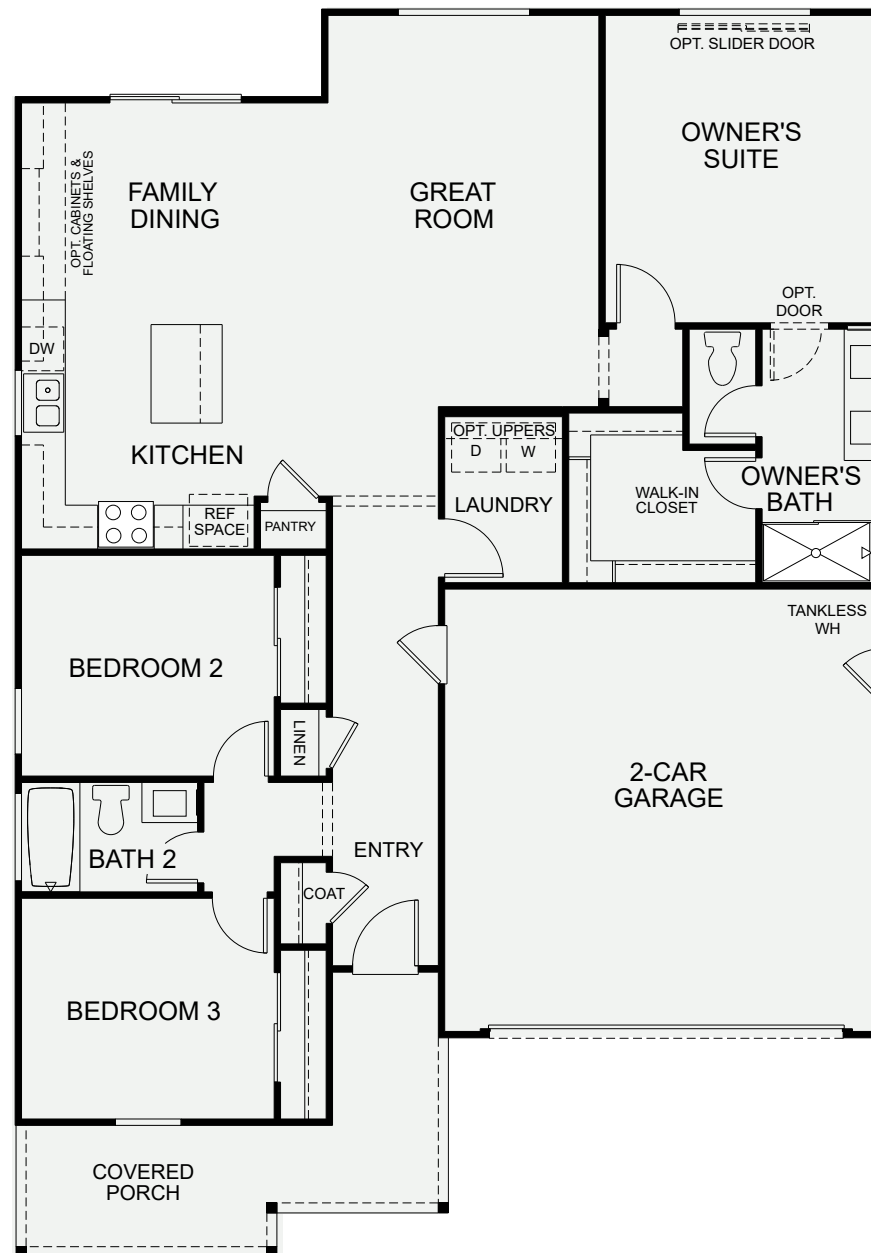 OPT. SLIDER DOOR
OWNER'S
SUITE
FAMILY
DINING
GREAT
ROOM
OPT. CABINETS &
FLOATING SHELVES
OPT.
DOOR
DW
KITCHEN
OPT. UPPERS
D
W
LAUNDRY
WALK-IN
CLOSET
OWNER'S
BATH
REF
SPACE
PANTRY
TANKLESS
WH
BEDROOM 2
LINEN
2-CAR
GARAGE
BATH 2
ENTRY
COAT
BEDROOM 3
COVERED
PORCH